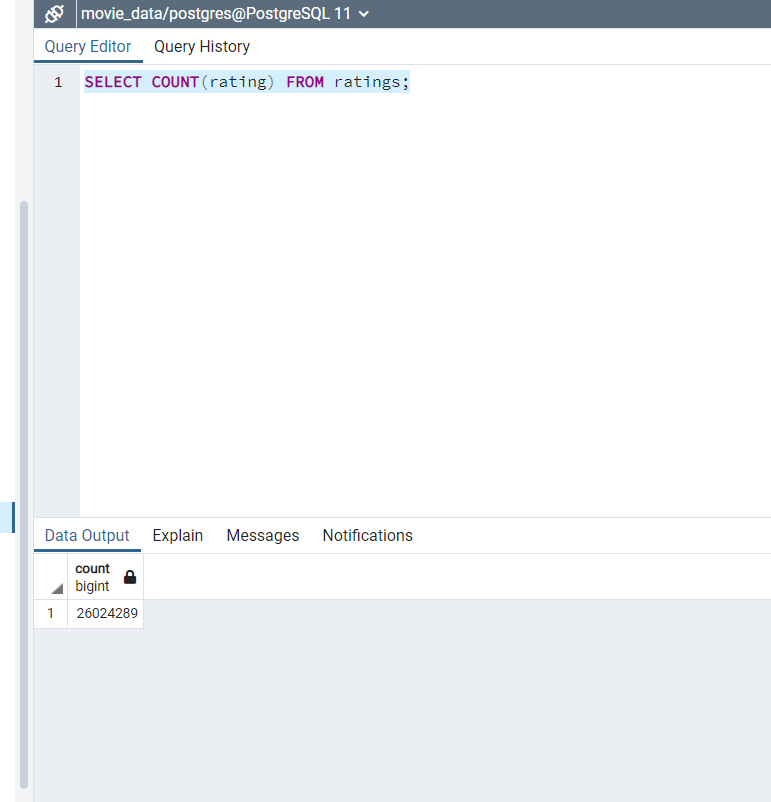 movie_data/postgres@PostgreSQL 11
Query Editor Query History
1 SELECT COUNT(rating) FROM ratings;
Data Output Explain Messages Notifications
count
bigint
1 26024289